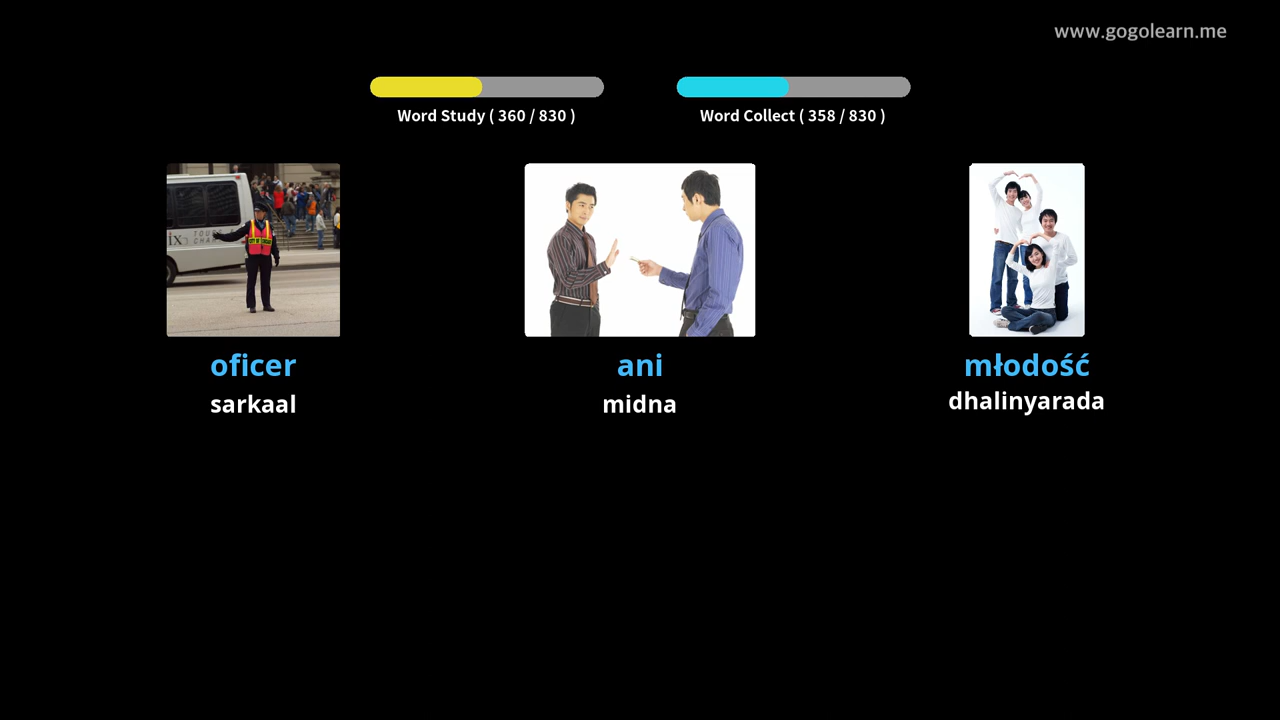 www.gogolearn.me
Word Study ( 360 / 830 )
Word Collect ( 358 / 830 )
oficer
sarkaal
ani
midna
młodość
dhalinyarada